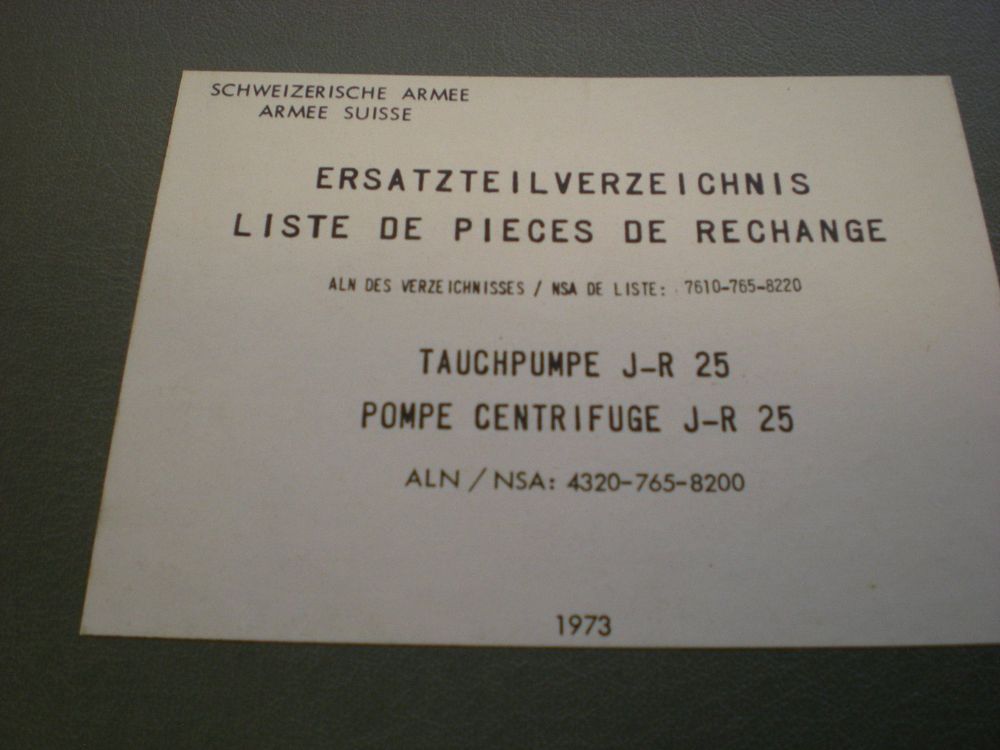 SCHWEIZERISCHE ARMEE
ARMEE SUISSE
ERSATZTEILVERZEICHNIS
LISTE DE PIECES DE RECHANGE
ALN DES VERZEICHNISSES / NSA DE LISTE: 7610-765-8220
TAUCHPUMPE J-R 25
POMPE CENTRIFUGE J-R 25
ALN / NSA: 4320-765-8200
1973